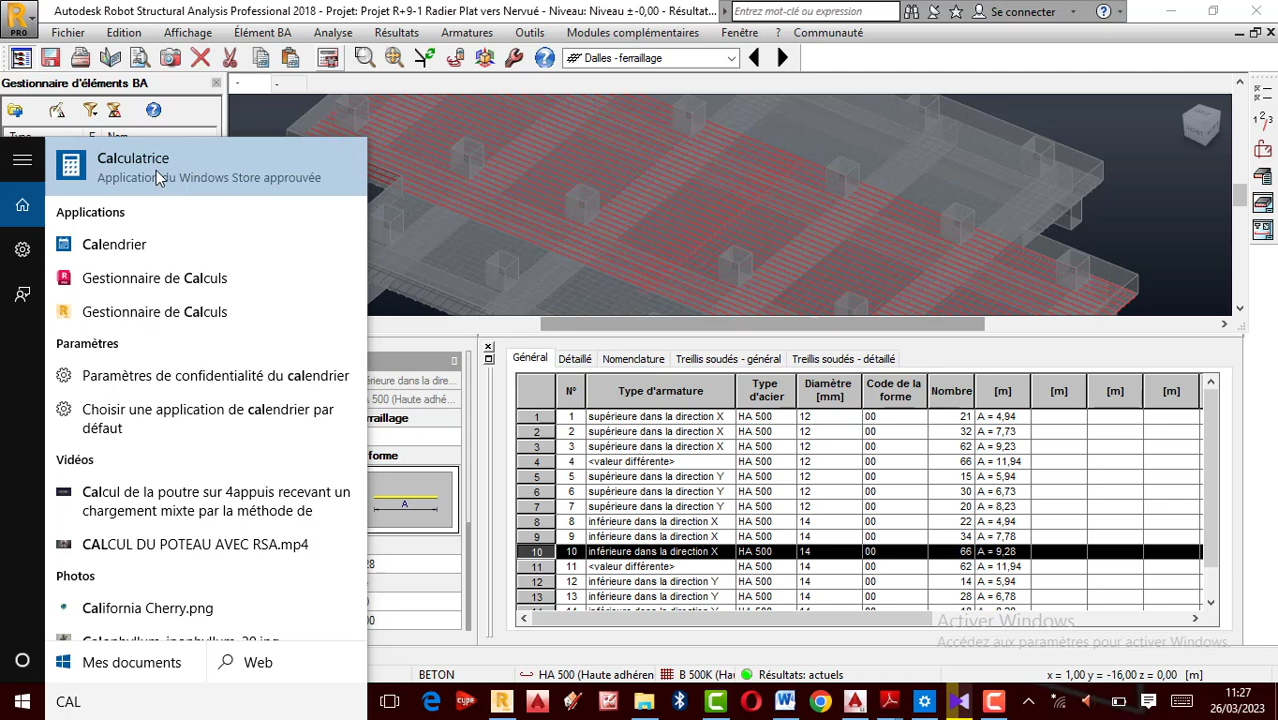 Autodesk Robot Structural Analysis Professional 2018 - Projet: Projet R+9-1 Radier Plat vers Nervué - Niveau: Niveau ±-0,00 - Résultat...
Entrez mot-clé ou expression
Se connecter
PRO
Fichier Edition Affichage Élément BA Analyse Résultats Armatures Outils Modules complémentaires Fenêtre Communauté
Dalles - ferraillage
Gestionnaire d'éléments BA
Calculatrice
Application du Windows Store approuvée
Applications
Calendrier
Gestionnaire de Calculs
Gestionnaire de Calculs
Paramètres
Paramètres de confidentialité du calendrier
Choisir une application de calendrier par
défaut
Vidéos
Calcul de la poutre sur 4appuis recevant un
chargement mixte par la méthode de
CALCUL DU POTEAU AVEC RSA.mp4
Photos
California Cherry.png
Mes documents
Web
CAL
A
Général Détaillé Nomenclature Treillis soudés - général Treillis soudés - détaillé
N° Type d'armature Type d'acier Diamètre [mm] Code de la forme Nombre [m] [m] [m] [m]
1 1 supérieure dans la direction X HA 500 12 00 21 A = 4,94
2 2 supérieure dans la direction X HA 500 12 00 32 A = 7,73
3 3 supérieure dans la direction X HA 500 12 00 62 A = 9,23
4 4 <valeur différente> HA 500 12 00 66 A = 11,94
5 5 supérieure dans la direction Y HA 500 12 00 15 A = 5,94
6 6 supérieure dans la direction Y HA 500 12 00 30 A = 6,73
7 7 supérieure dans la direction Y HA 500 12 00 20 A = 8,23
8 8 inférieure dans la direction X HA 500 14 00 22 A = 4,94
9 9 inférieure dans la direction X HA 500 14 00 34 A = 7,78
10 10 inférieure dans la direction X HA 500 14 00 66 A = 9,28
11 11 <valeur différente> HA 500 14 00 62 A = 11,94
12 12 inférieure dans la direction Y HA 500 14 00 14 A = 5,94
13 13 inférieure dans la direction Y HA 500 14 00 28 A = 6,78
Activer Windows
Accédez aux paramètres pour activer Windows.
BETON
HA 500 (Haute adhéren
B 500K (Ha
Résultats: actuels
x = 1,00 y = -16,00 z = 0,00 [m]
11:27
26/03/2023